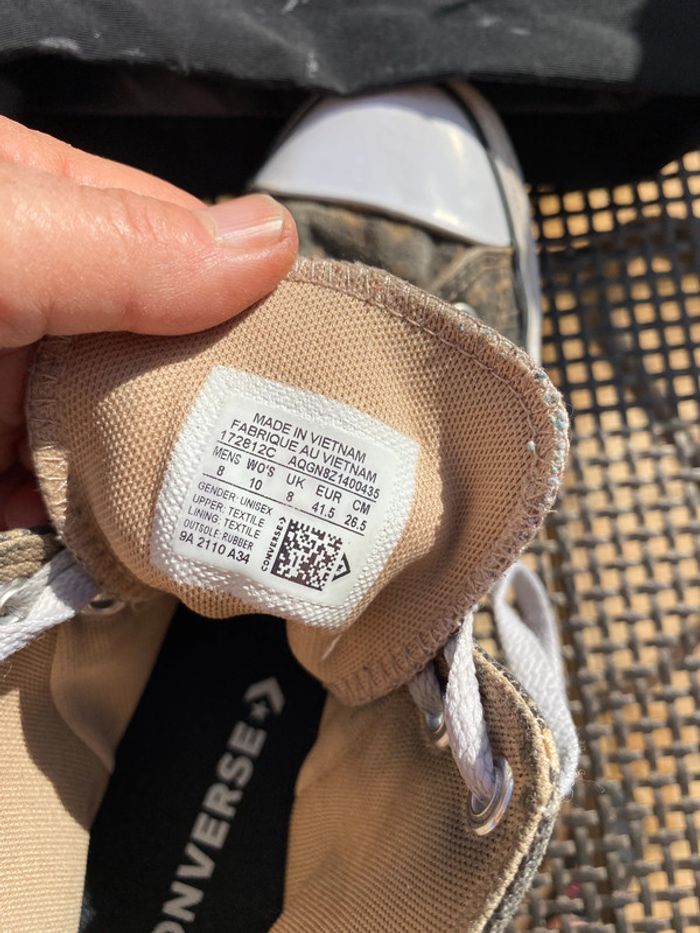 MADE IN VIETNAM
FABRIQUE AU VIETNAM
172812C AQGN8Z1400435
MENS WO'S UK EUR CM
8 10 8 41.5 26.5
GENDER: UNISEX
UPPER: TEXTILE
LINING: TEXTILE
OUTSOLE: RUBBER
9A 2110 A34
CONVERSE
ONVERSE